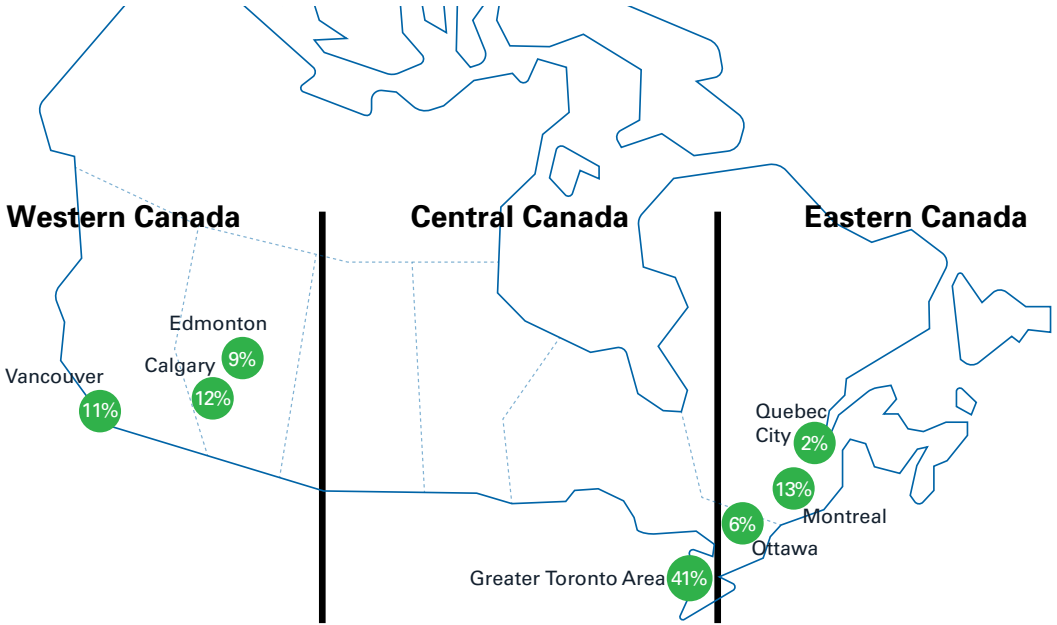 Western Canada
Central Canada
Eastern Canada
Edmonton
9%
Calgary
12%
Vancouver
11%
Quebec
City
2%
13%
Montreal
6%
Ottawa
Greater Toronto Area
41%